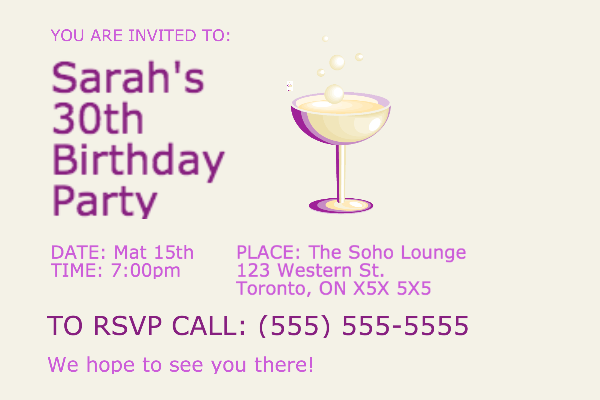 YOU ARE INVITED TO:
Sarah's
30th
Birthday
Party
DATE: Mat 15th
TIME: 7:00pm
PLACE: The Soho Lounge
123 Western St.
Toronto, ON X5X 5X5
TO RSVP CALL: (555) 555-5555
We hope to see you there!